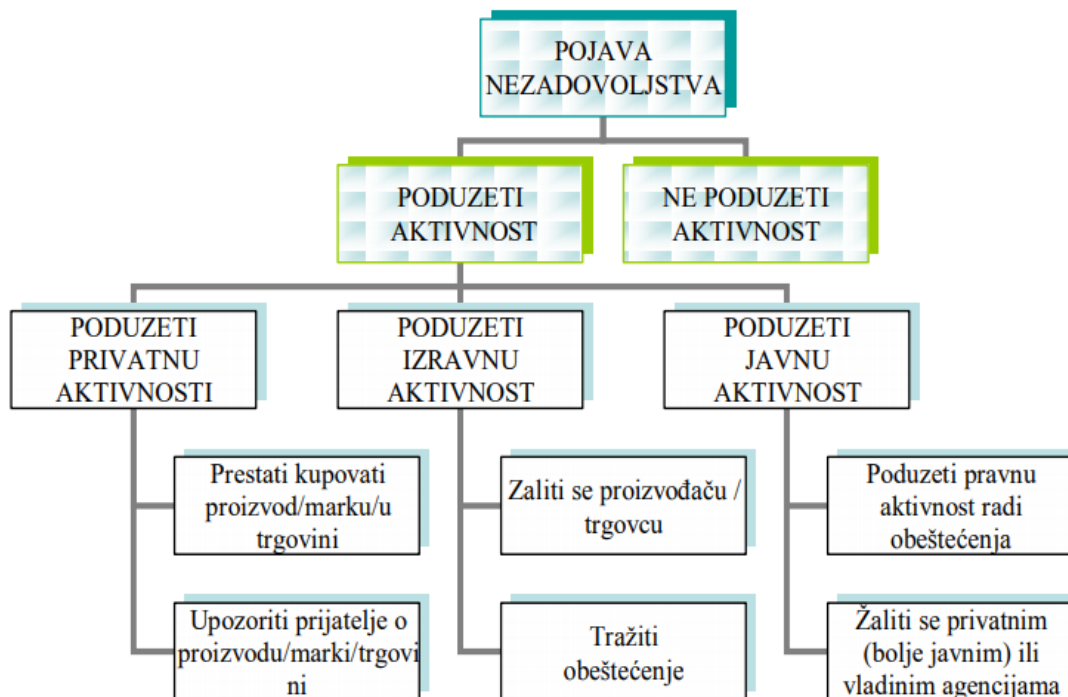 POJAVA
NEZADOVOLJSTVA
PODUZETI
AKTIVNOST
NE PODUZETI
AKTIVNOST
PODUZETI
PRIVATNU
AKTIVNOSTI
PODUZETI
IZRAVNU
AKTIVNOST
PODUZETI
JAVNU
AKTIVNOST
Prestati kupovati
proizvod/marku/u
trgovini
Zaliti se proizvođaču /
trgovcu
Poduzeti pravnu
aktivnost radi
obeštećenja
Upozoriti prijatelje o
proizvodu/marki/trgovi
ni
Tražiti
obeštećenje
Žaliti se privatnim
(bolje javnim) ili
vladinim agencijama